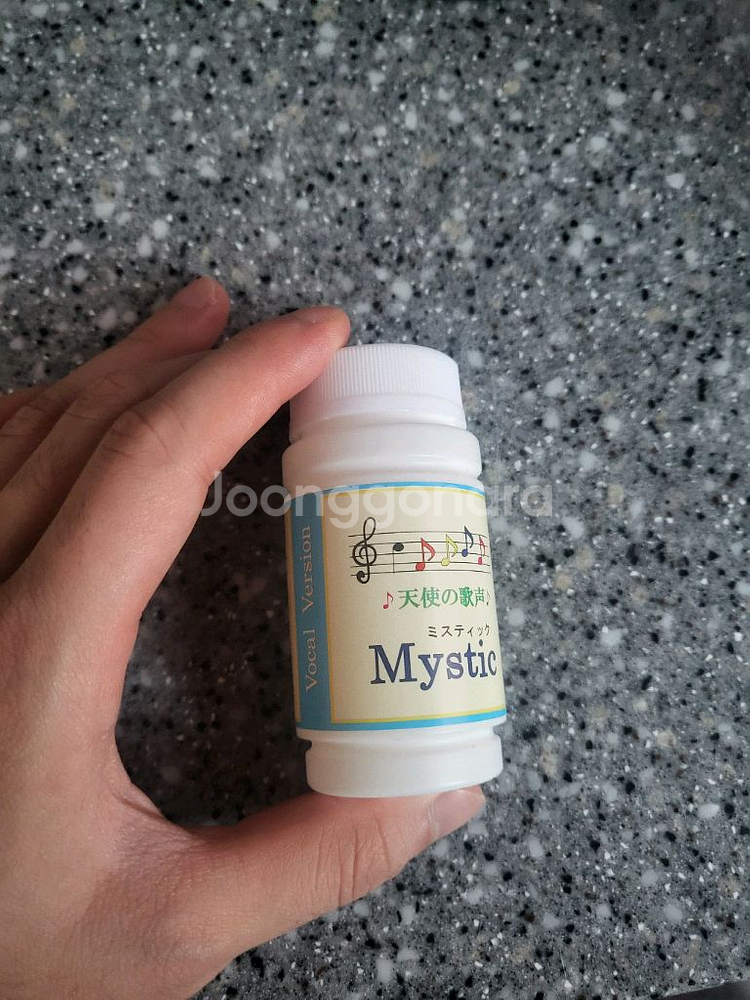 Joonggonara
Vocal Version
♪天使の歌声♪
ミスティック
Mystic